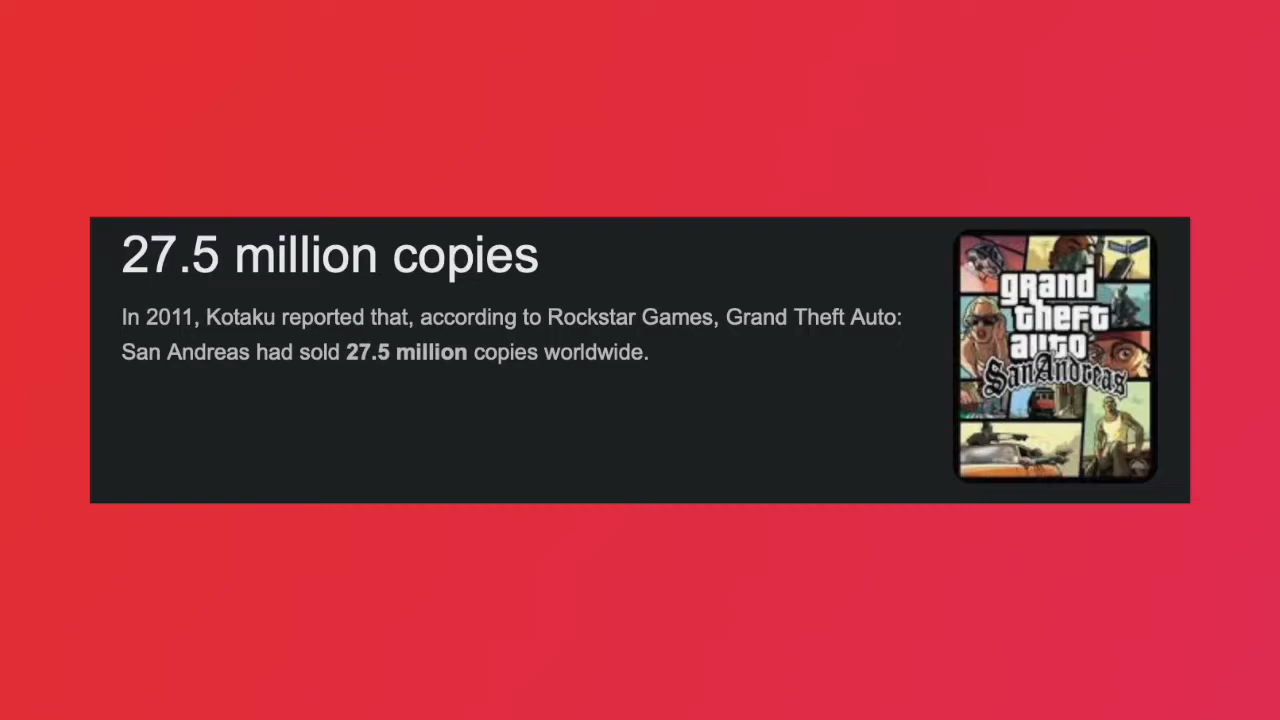 27.5 million copies
In 2011, Kotaku reported that, according to Rockstar Games, Grand Theft Auto:
San Andreas had sold 27.5 million copies worldwide.
grand
theft
auto
San Andreas